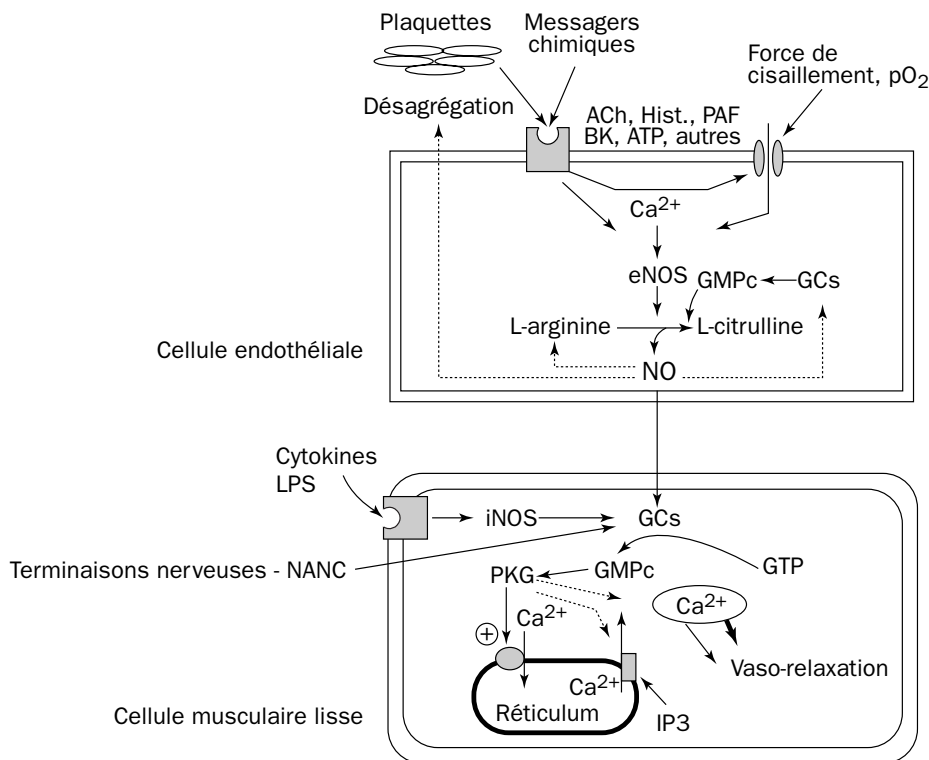 Plaquettes
Messagers
chimiques
Force de
cisaillement, pO2
Désagrégation
ACh, Hist., PAF
BK, ATP, autres
Ca2+
eNOS
GMPc
GCs
L-arginine
L-citrulline
Cellule endothéliale
NO
Cytokines
LPS
iNOS
GCs
Terminaisons nerveuses - NANC
PKG
GMPc
GTP
Ca2+
Ca2+
+
Vaso-relaxation
Ca2+
Réticulum
IP3
Cellule musculaire lisse